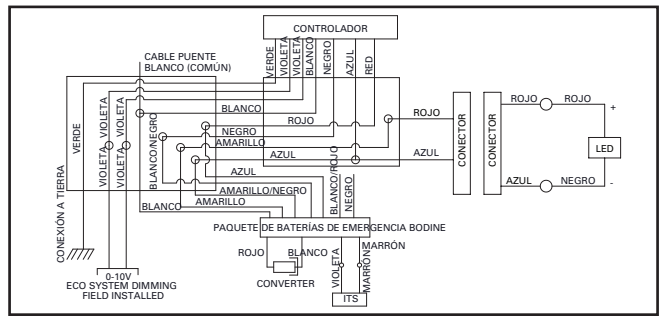 CONTROLADOR
CABLE PUENTE
BLANCO (COMÚN)
VERDE
VIOLETA
VIOLETA
BLANCO
NEGRO
AZUL
RED
VIOLETA
VIOLETA
VERDE
BLANCO
ROJO
NEGRO
AMARILLO
AZUL
ROJO
AZUL
CONECTOR
CONECTOR
ROJO
ROJO
+
LED
AZUL
NEGRO
-
CONEXIÓN A TIERRA
VIOLETA
VIOLETA
BLANCO/NEGRO
AZUL
AMARILLO/NEGRO
AMARILLO
BLANCO
BLANCO/ROJO
NEGRO
PAQUETE DE BATERÍAS DE EMERGENCIA BODINE
ROJO
BLANCO
CONVERTER
VIOLETA
MARRÓN
MARRÓN
ITS
0-10V
ECO SYSTEM DIMMING
FIELD INSTALLED